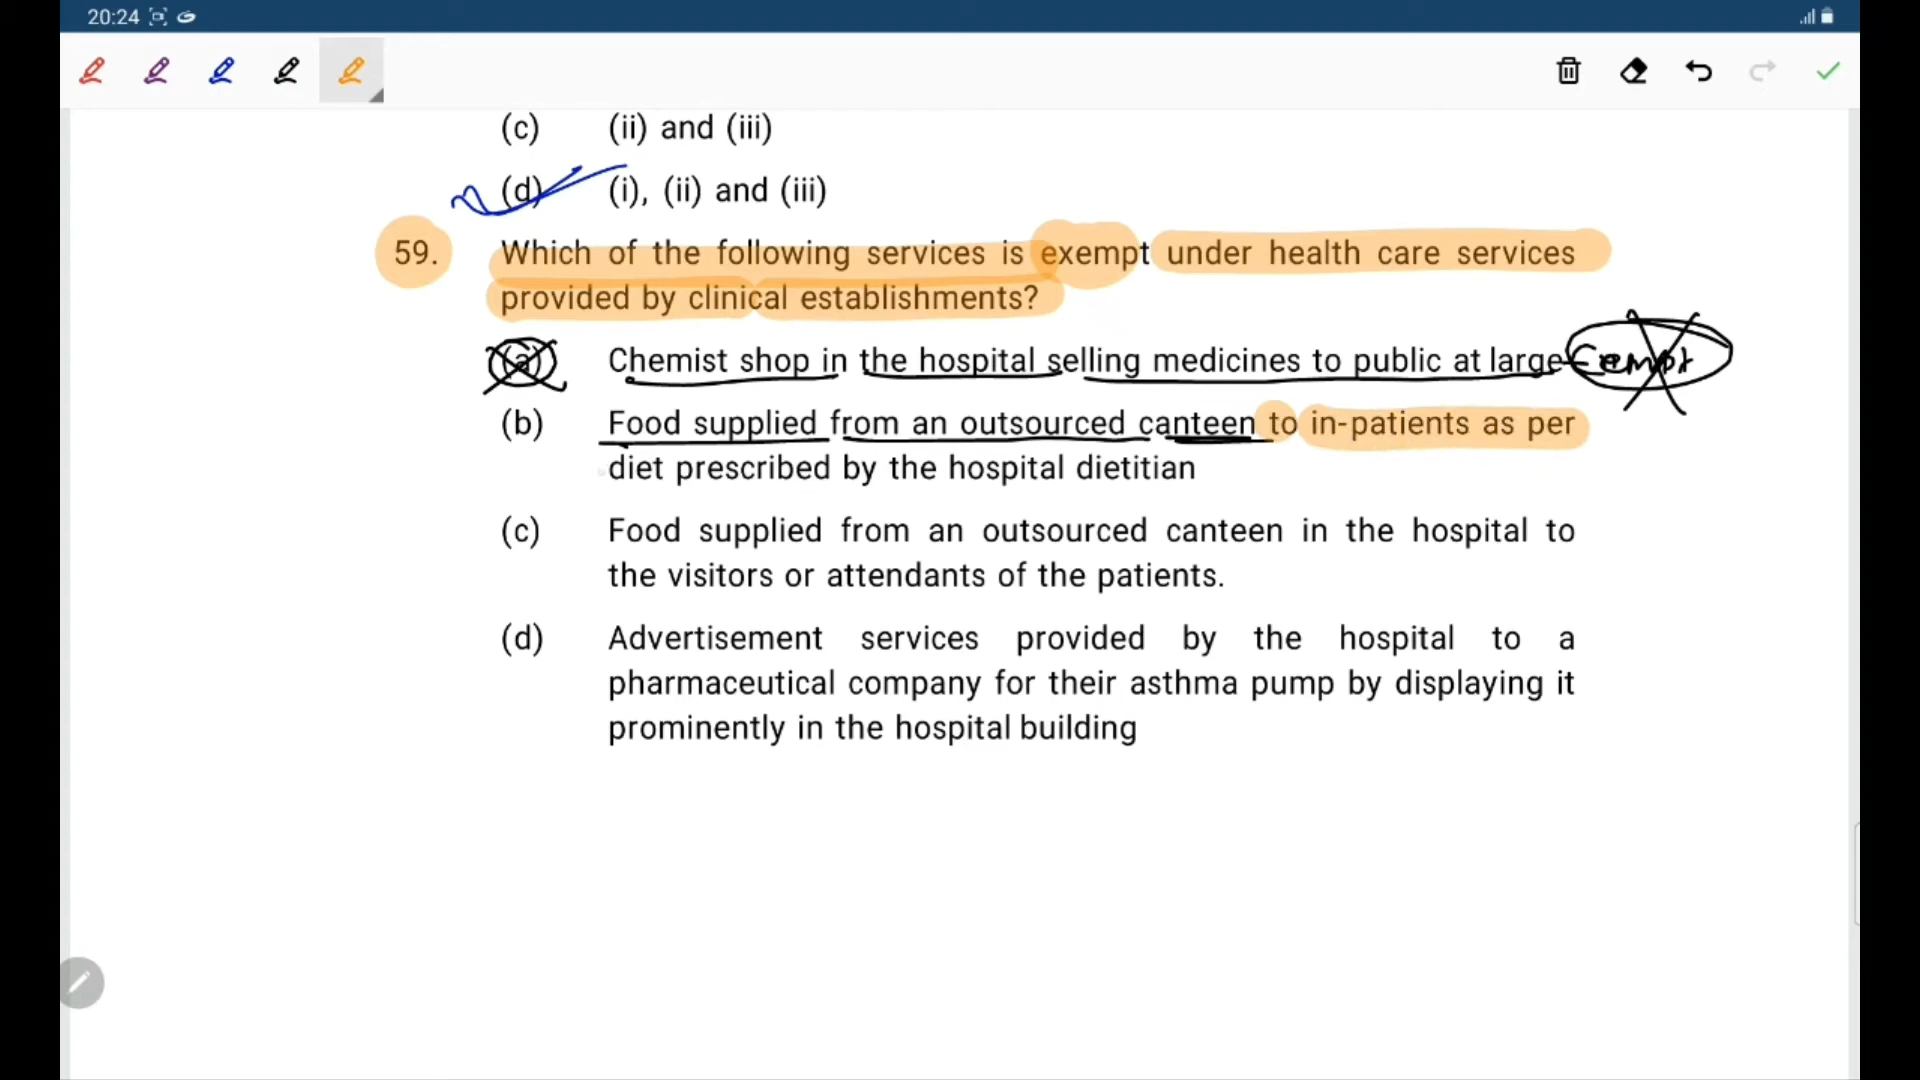 20:24
(c) (ii) and (iii)
(d) (i), (ii) and (iii)
59. Which of the following services is exempt under health care services
provided by clinical establishments?
(a) Chemist shop in the hospital selling medicines to public at large Exempt
(b) Food supplied from an outsourced canteen to in-patients as per
diet prescribed by the hospital dietitian
(c) Food supplied from an outsourced canteen in the hospital to
the visitors or attendants of the patients.
(d) Advertisement services provided by the hospital to a
pharmaceutical company for their asthma pump by displaying it
prominently in the hospital building